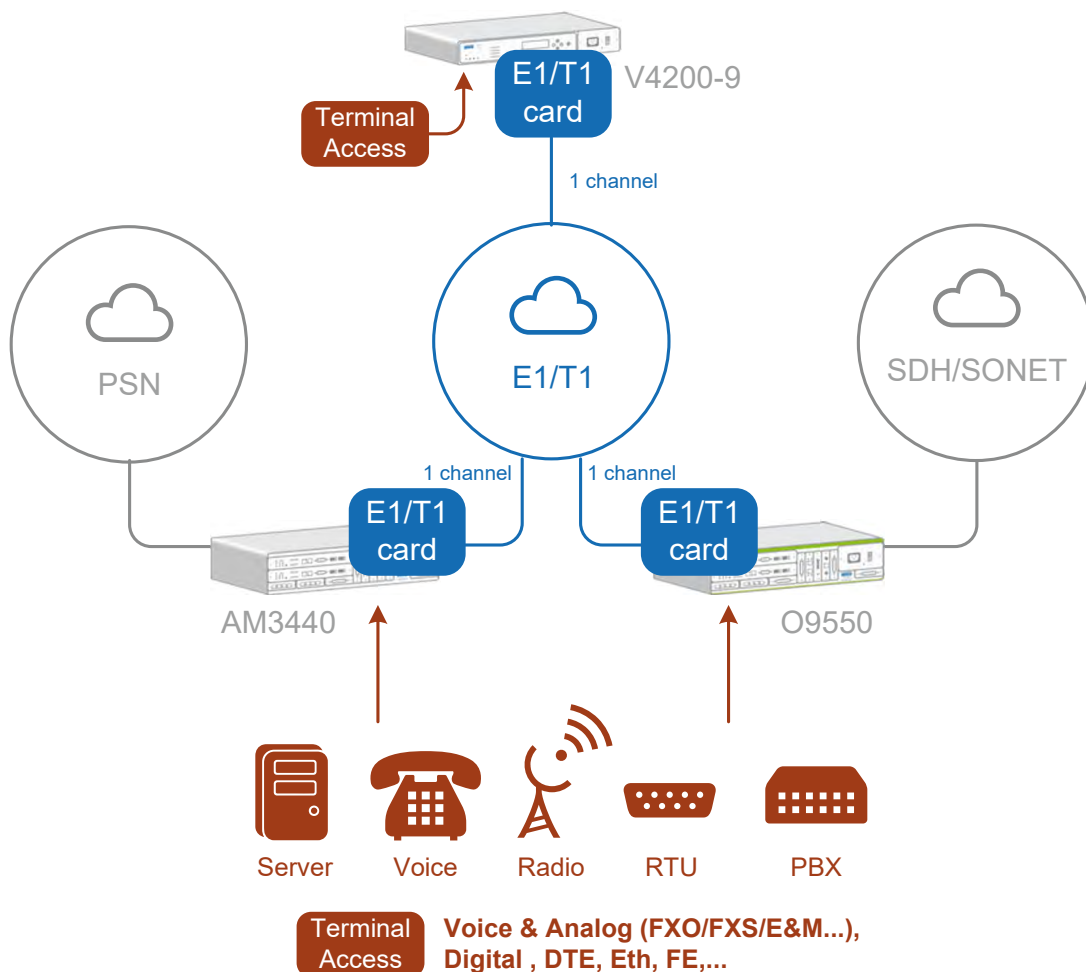 E1/T1
card
V4200-9
Terminal
Access
1 channel
PSN
E1/T1
SDH/SONET
1 channel
1 channel
E1/T1
card
E1/T1
card
AM3440
O9550
Server
Voice
Radio
RTU
PBX
Terminal
Access
Voice & Analog (FXO/FXS/E&M...),
Digital , DTE, Eth, FE,...